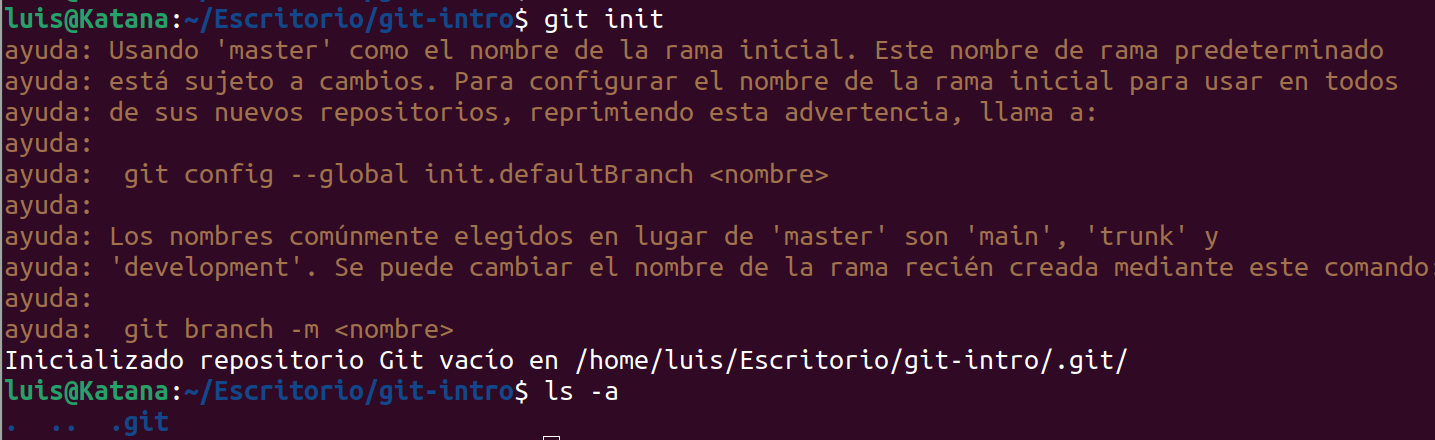 luis@Katana:~/Escritorio/git-intro$ git init
ayuda: Usando 'master' como el nombre de la rama inicial. Este nombre de rama predeterminado
ayuda: está sujeto a cambios. Para configurar el nombre de la rama inicial para usar en todos
ayuda: de sus nuevos repositorios, reprimiendo esta advertencia, llama a:
ayuda:
ayuda:  git config --global init.defaultBranch <nombre>
ayuda:
ayuda: Los nombres comúnmente elegidos en lugar de 'master' son 'main', 'trunk' y
ayuda: 'development'. Se puede cambiar el nombre de la rama recién creada mediante este comando:
ayuda:
ayuda:  git branch -m <nombre>
Inicializado repositorio Git vacío en /home/luis/Escritorio/git-intro/.git/
luis@Katana:~/Escritorio/git-intro$ ls -a
.  ..  .git